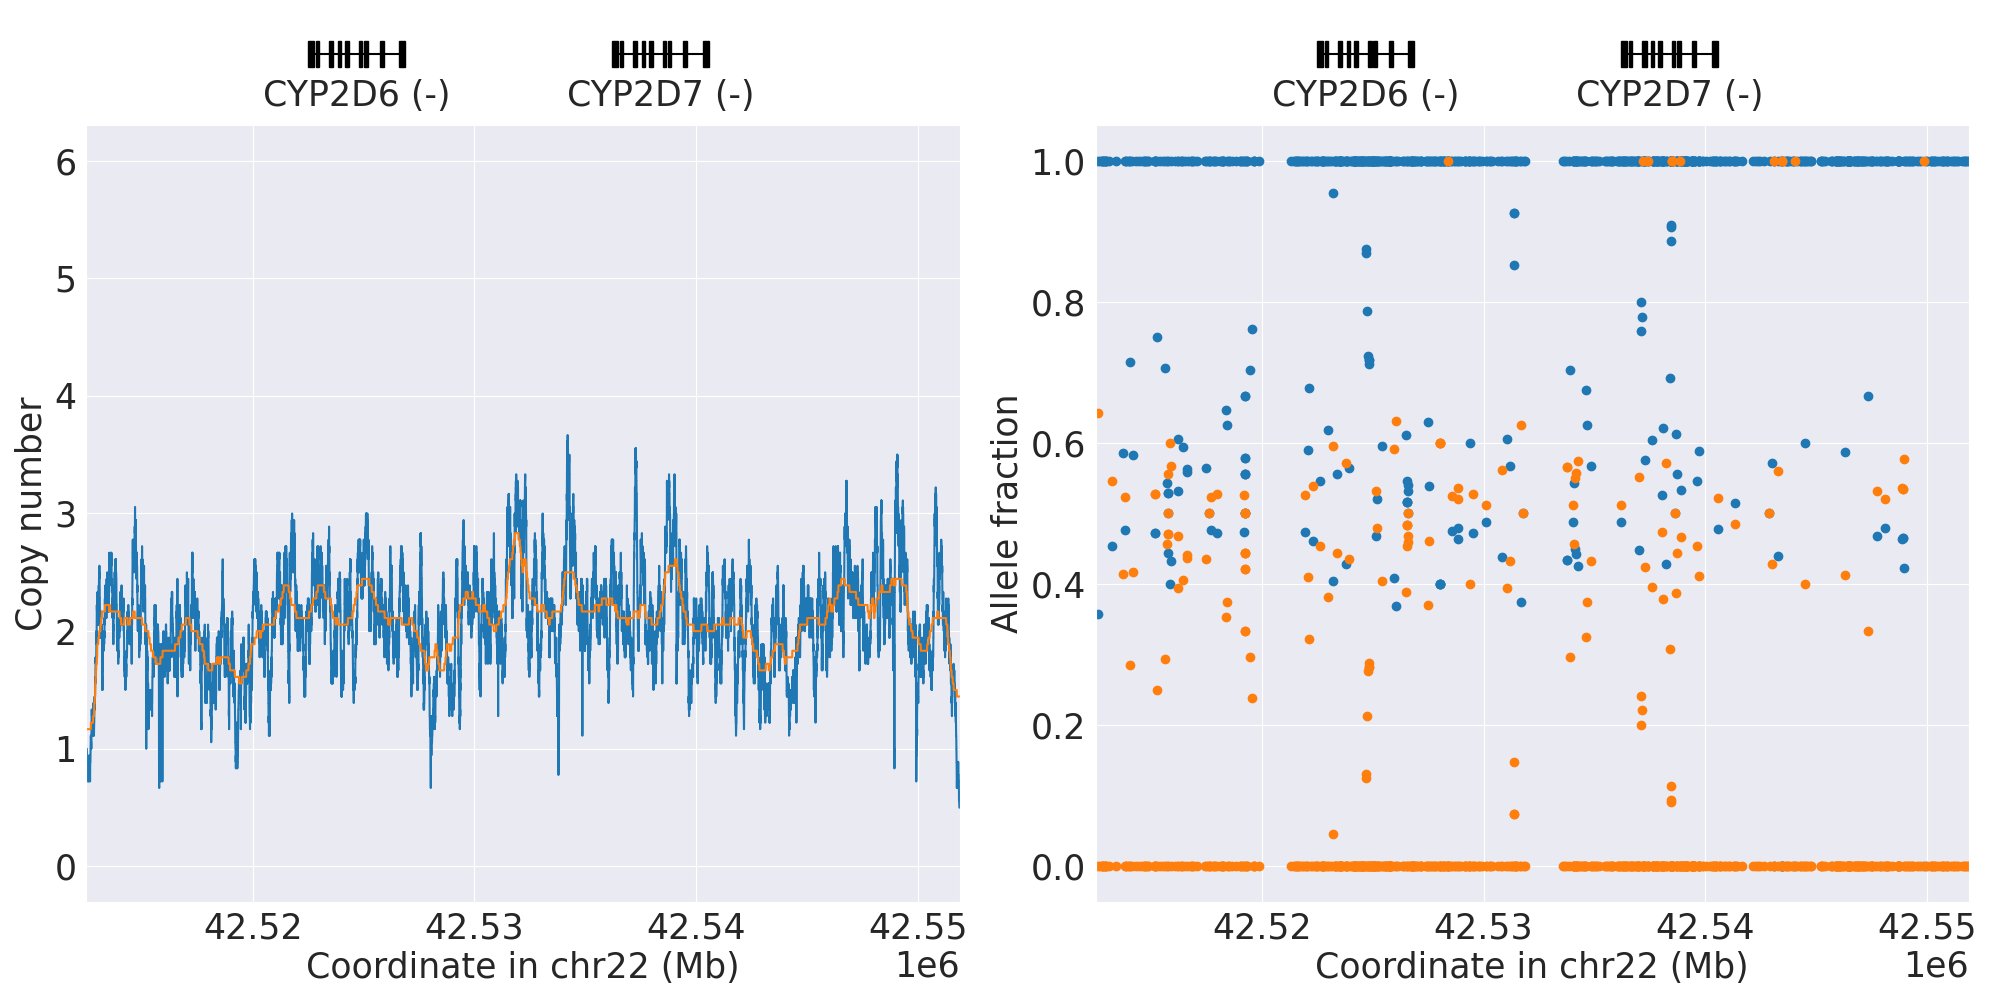 CYP2D6 (-) CYP2D7 (-)
6
5
4
3
2
1
0
Copy number
42.52 42.53 42.54 42.55
1e6
Coordinate in chr22 (Mb)
CYP2D6 (-) CYP2D7 (-)
1.0
0.8
0.6
0.4
0.2
0.0
Allele fraction
42.52 42.53 42.54 42.55
1e6
Coordinate in chr22 (Mb)